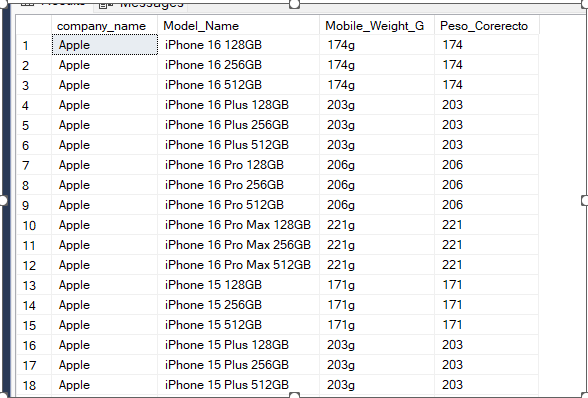 Messages
company_name Model_Name Mobile_Weight_G Peso_Corerecto
1 Apple iPhone 16 128GB 174g 174
2 Apple iPhone 16 256GB 174g 174
3 Apple iPhone 16 512GB 174g 174
4 Apple iPhone 16 Plus 128GB 203g 203
5 Apple iPhone 16 Plus 256GB 203g 203
6 Apple iPhone 16 Plus 512GB 203g 203
7 Apple iPhone 16 Pro 128GB 206g 206
8 Apple iPhone 16 Pro 256GB 206g 206
9 Apple iPhone 16 Pro 512GB 206g 206
10 Apple iPhone 16 Pro Max 128GB 221g 221
11 Apple iPhone 16 Pro Max 256GB 221g 221
12 Apple iPhone 16 Pro Max 512GB 221g 221
13 Apple iPhone 15 128GB 171g 171
14 Apple iPhone 15 256GB 171g 171
15 Apple iPhone 15 512GB 171g 171
16 Apple iPhone 15 Plus 128GB 203g 203
17 Apple iPhone 15 Plus 256GB 203g 203
18 Apple iPhone 15 Plus 512GB 203g 203